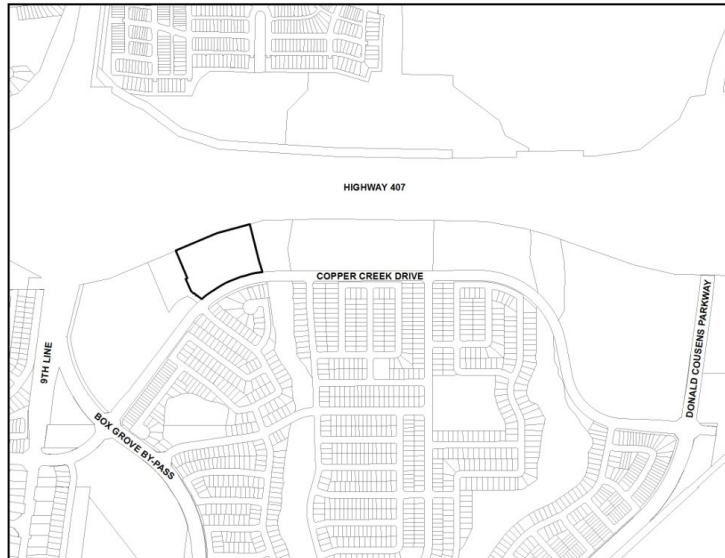 HIGHWAY 407
COPPER CREEK DRIVE
DONALD COUSENS PARKWAY
9TH LINE
BOX GROVE BY-PASS